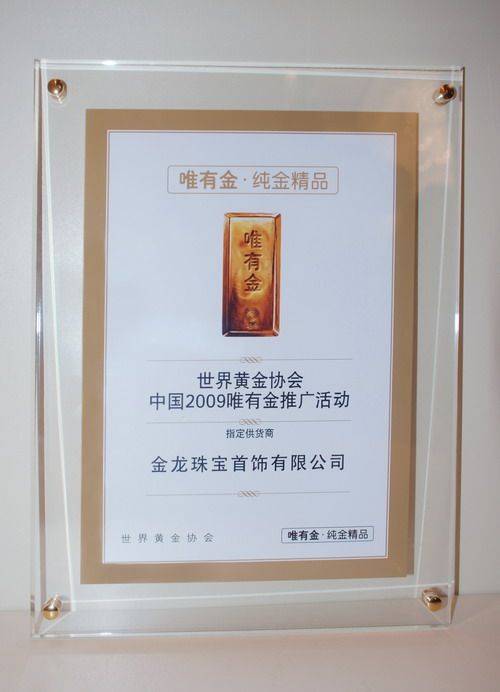 唯有金·纯金精品
唯有金
世界黄金协会
中国2009唯有金推广活动
指定供货商
金龙珠宝首饰有限公司
世界黄金协会
唯有金·纯金精品